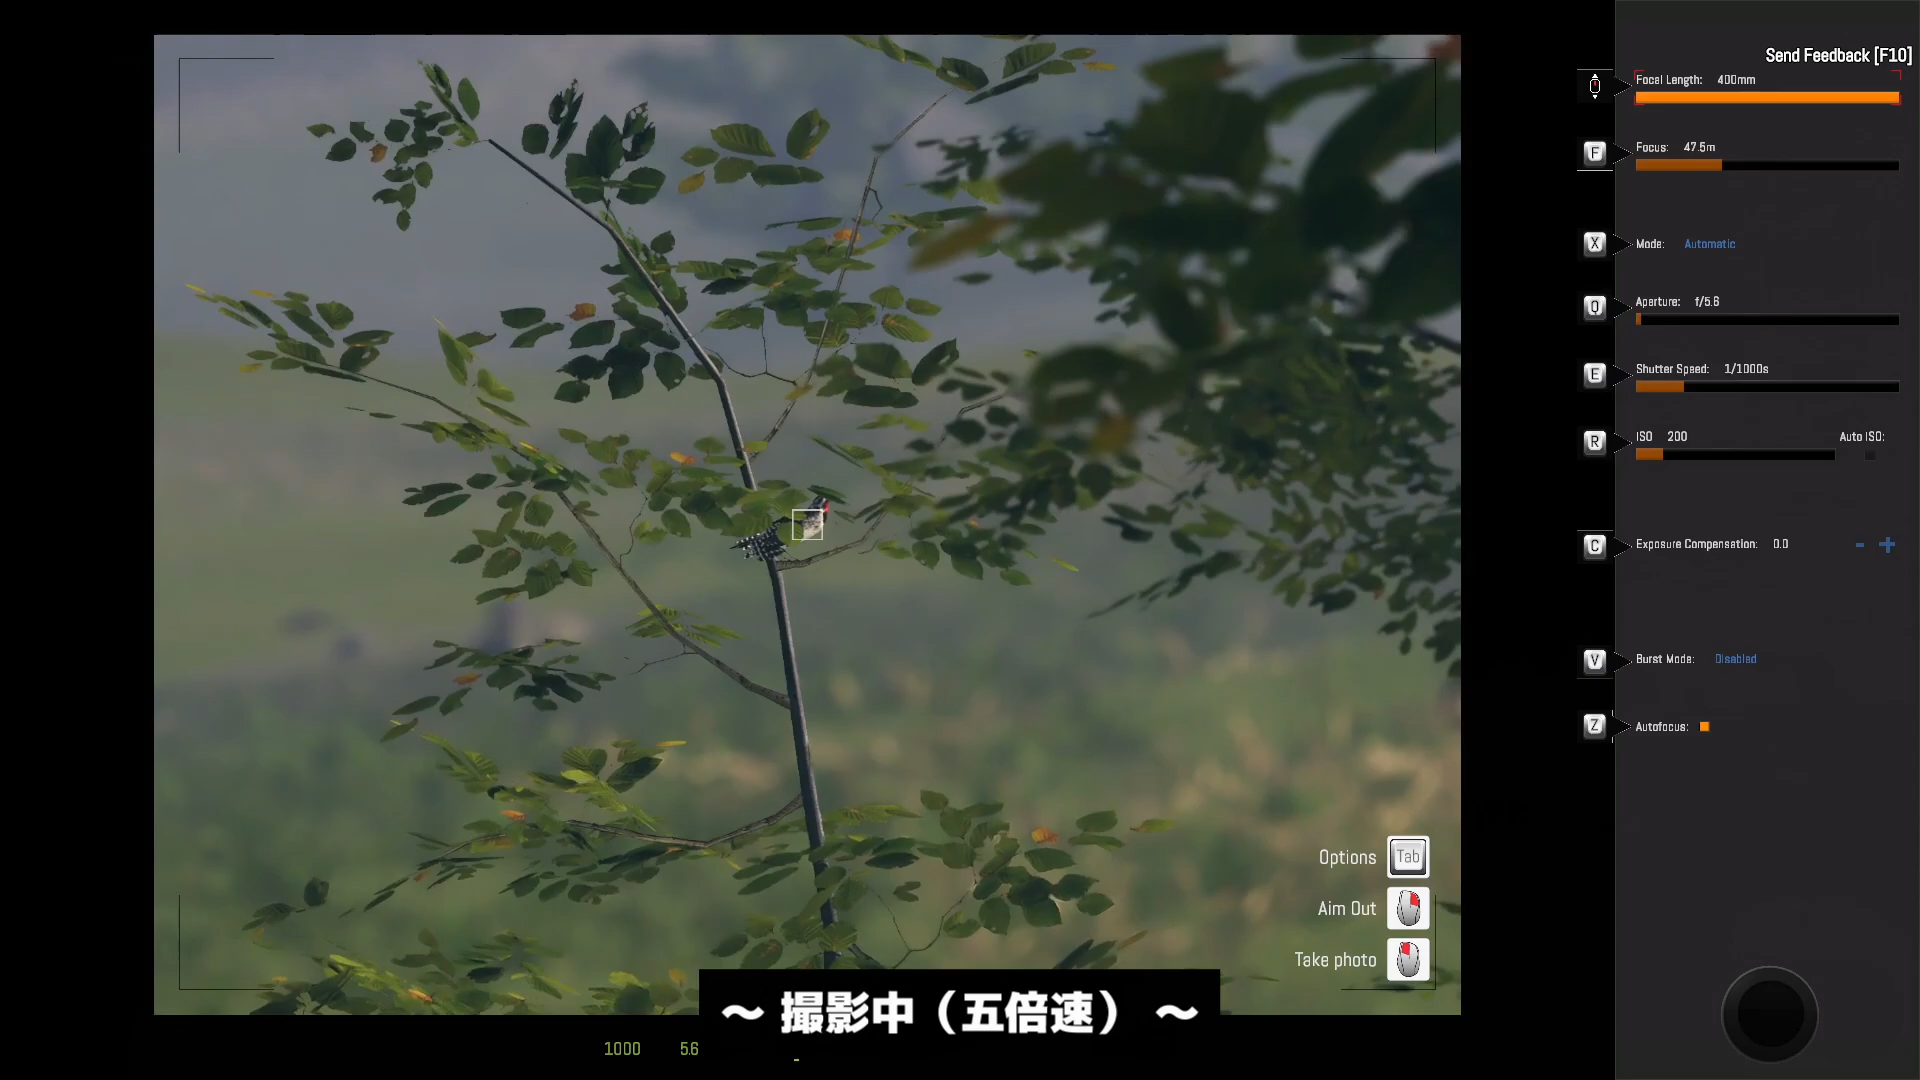 Send Feedback [F10]
Focal Length: 400mm
F Focus: 47.5m
X Mode: Automatic
Q Aperture: f/5.6
E Shutter Speed: 1/1000s
R ISO 200 Auto ISO:
C Exposure Compensation: 0.0 - +
V Burst Mode: Disabled
Z Autofocus:
Options Tab
Aim Out
Take photo
～ 撮影中（五倍速） ～
1000 5.6